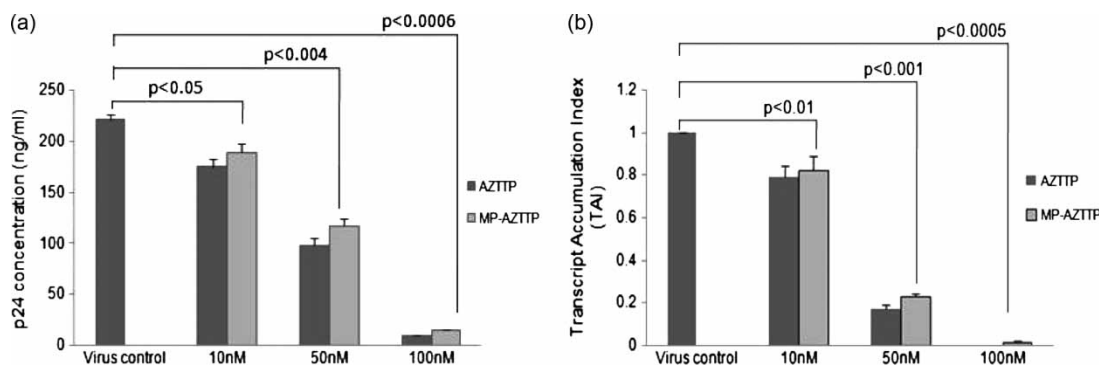 (a)
p<0.0006
p<0.004
p<0.05
p24 concentration (ng/ml)
250
200
150
100
50
0
Virus control 10nM 50nM 100nM
AZTTP
MP-AZTTP
(b)
p<0.0005
p<0.001
p<0.01
Transcript Accumulation Index
(TAI)
1.2
1
0.8
0.6
0.4
0.2
0
Virus control 10nM 50nM 100nM
AZTTP
MP-AZTTP